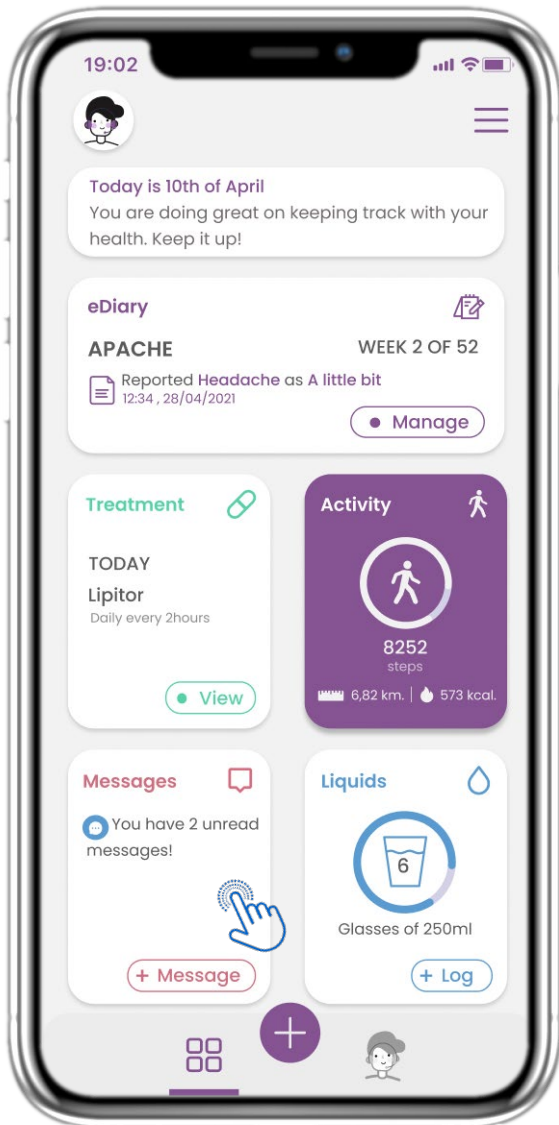 19:02
Today is 10th of April
You are doing great on keeping track with your
health. Keep it up!
eDiary
APACHE
WEEK 2 OF 52
Reported Headache as A little bit
12:34 , 28/04/2021
Manage
Treatment
TODAY
Lipitor
Daily every 2hours
View
Activity
8252
steps
6,82 km.
573 kcal.
Messages
You have 2 unread
messages!
+ Message
Liquids
6
Glasses of 250ml
+ Log